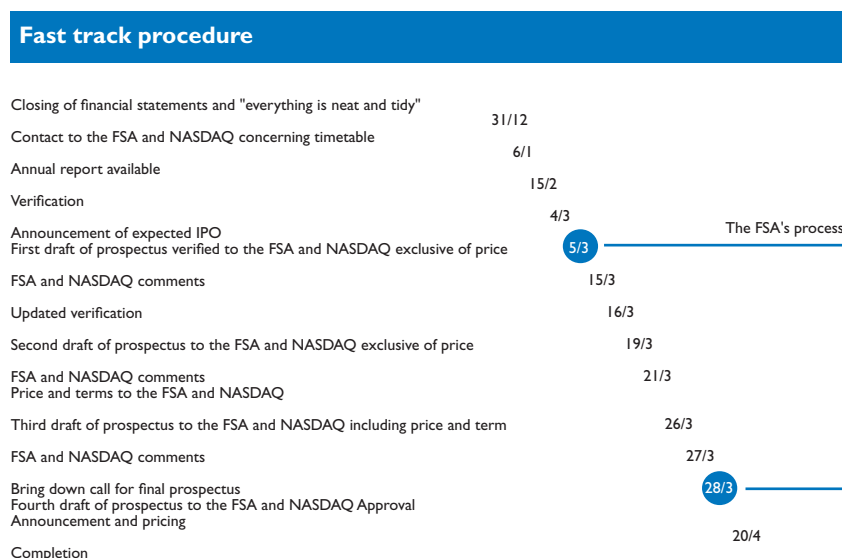 Fast track procedure
Closing of financial statements and "everything is neat and tidy"
31/12
Contact to the FSA and NASDAQ concerning timetable
6/1
Annual report available
15/2
Verification
4/3
Announcement of expected IPO
The FSA's process
First draft of prospectus verified to the FSA and NASDAQ exclusive of price
5/3
FSA and NASDAQ comments
15/3
Updated verification
16/3
Second draft of prospectus to the FSA and NASDAQ exclusive of price
19/3
FSA and NASDAQ comments
21/3
Price and terms to the FSA and NASDAQ
Third draft of prospectus to the FSA and NASDAQ including price and term
26/3
FSA and NASDAQ comments
27/3
Bring down call for final prospectus
28/3
Fourth draft of prospectus to the FSA and NASDAQ Approval
Announcement and pricing
20/4
Completion